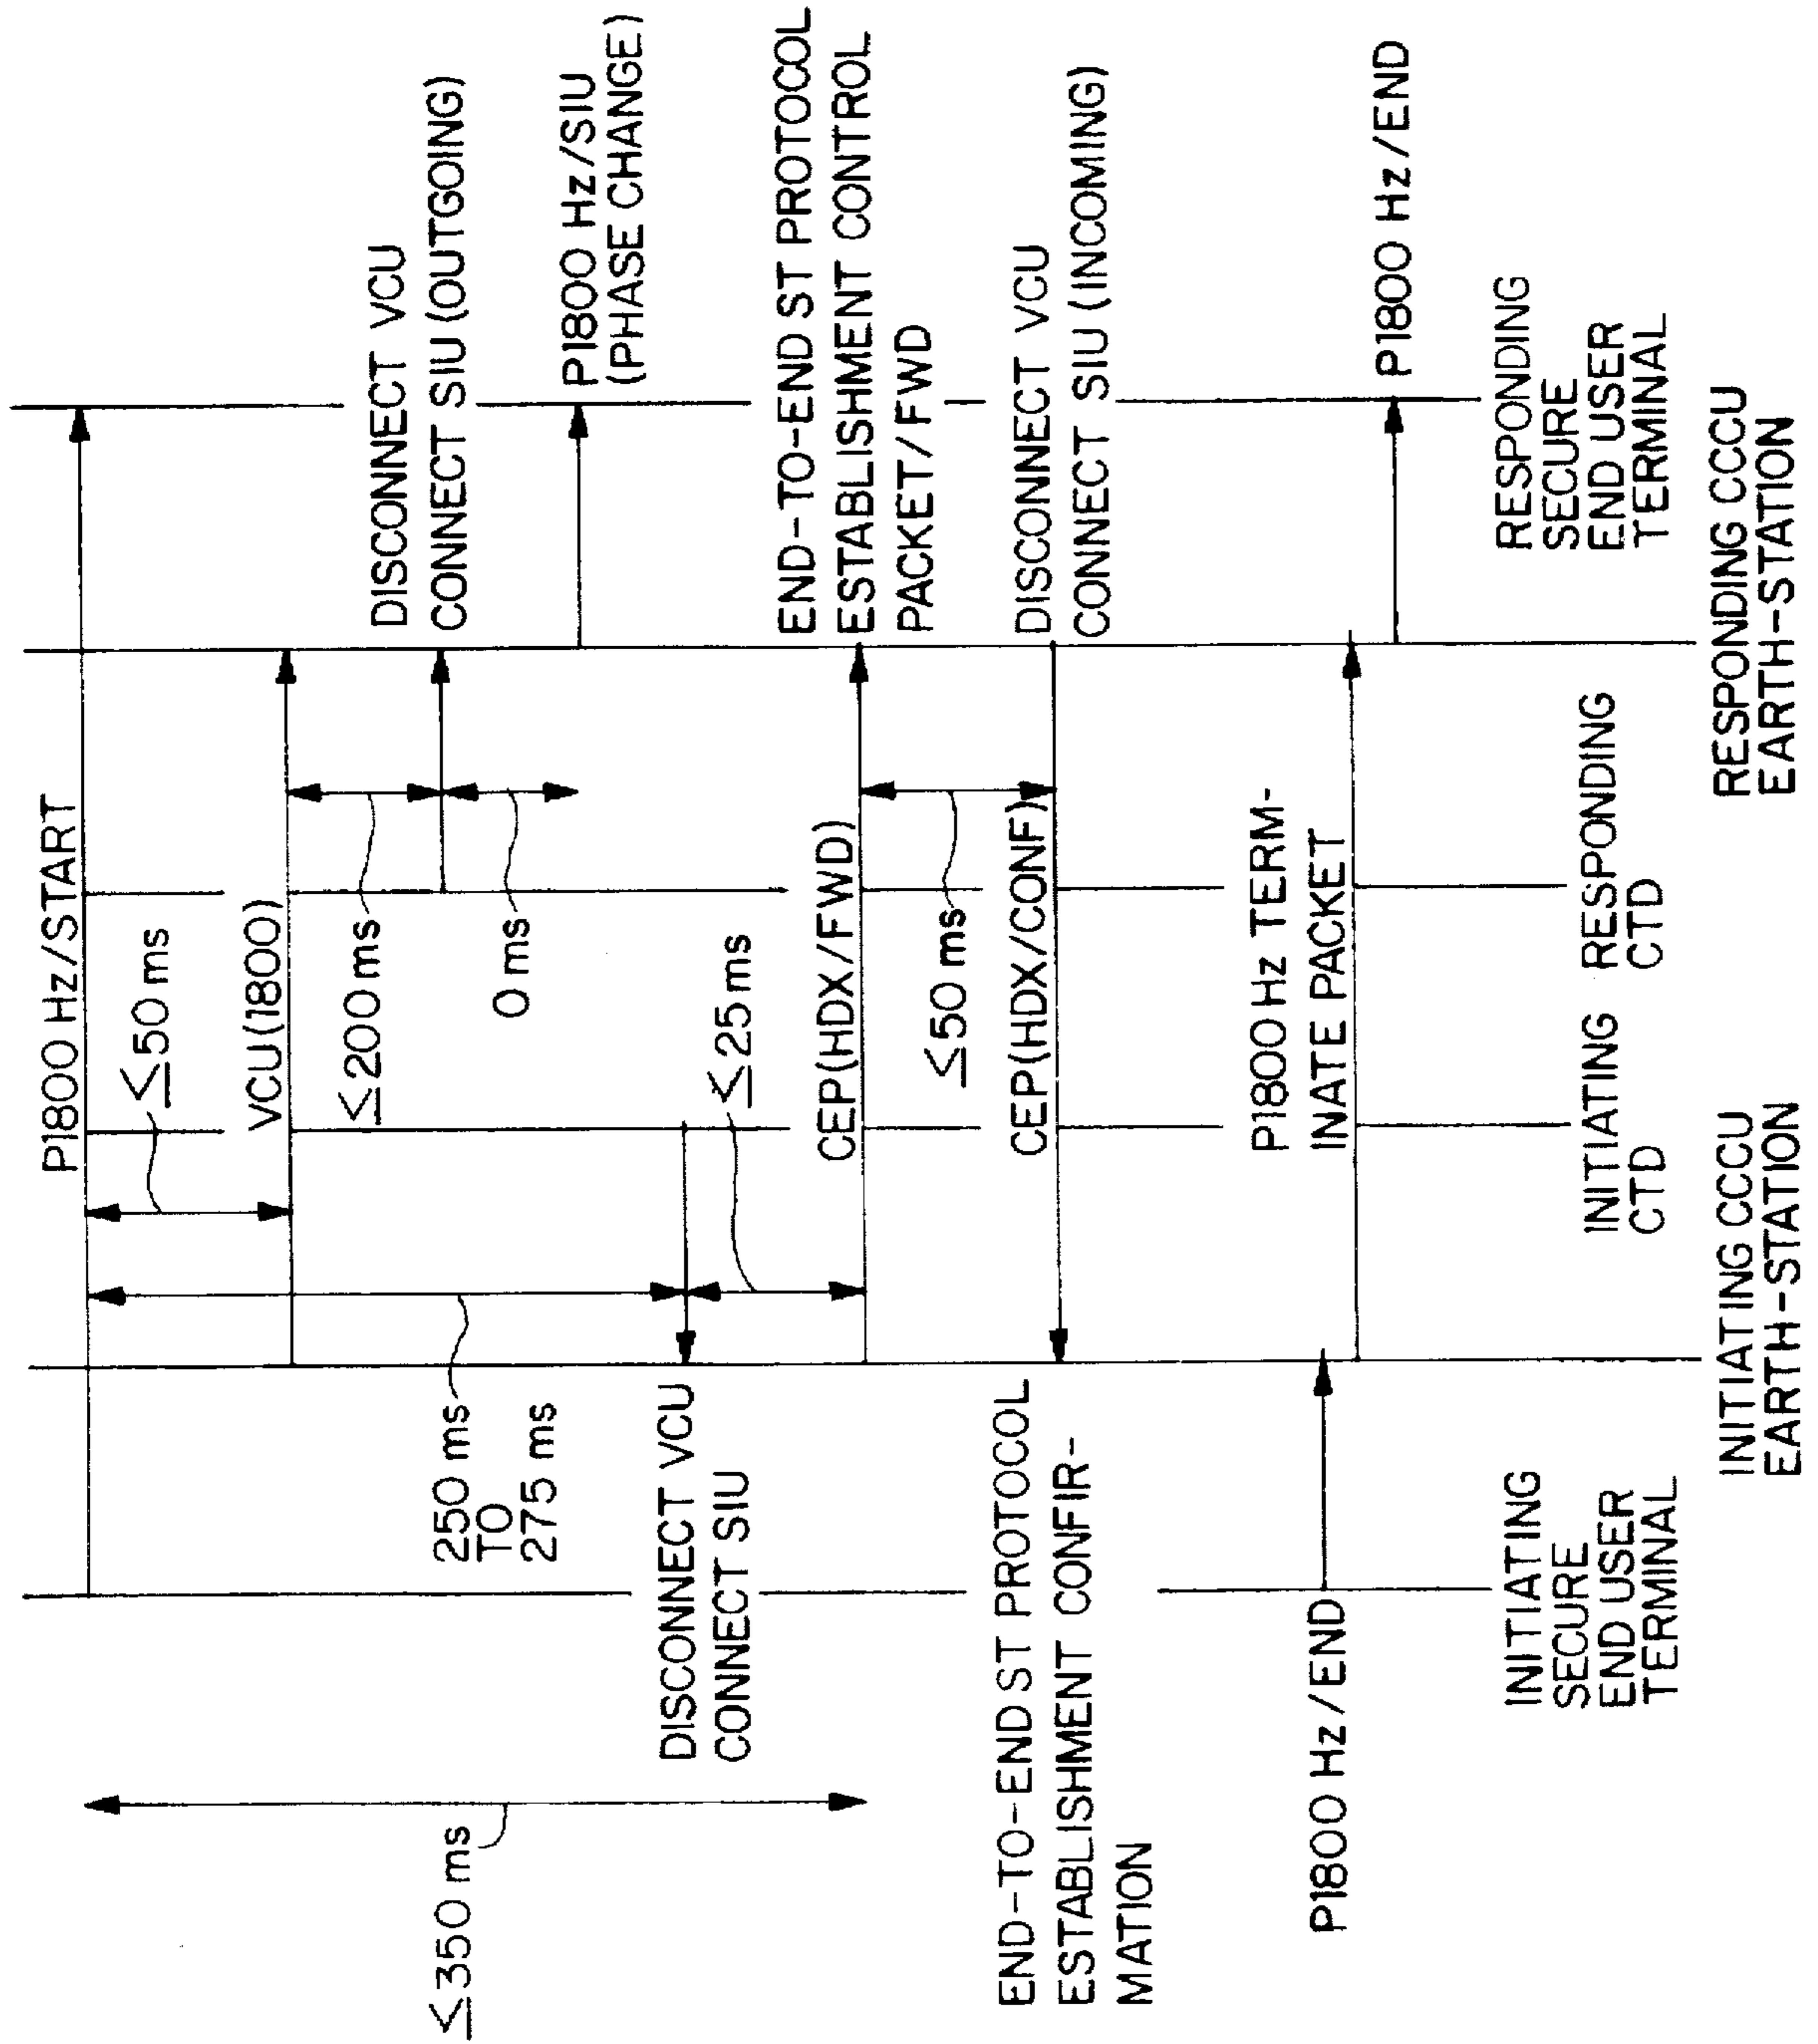 P1800 Hz/START
≤50 ms
VCU(1800)
DISCONNECT VCU
CONNECT SIU (OUTGOING)
≤200 ms
0 ms
P1800 Hz/SIU
(PHASE CHANGE)
≤350 ms
250 ms
TO
275 ms
DISCONNECT VCU
CONNECT SIU
≤25 ms
CEP(HDX/FWD)
END-TO-END ST PROTOCOL
ESTABLISHMENT CONTROL
PACKET/FWD
≤50 ms
CEP(HDX/CONF)
DISCONNECT VCU
CONNECT SIU (INCOMING)
END-TO-END ST PROTOCOL
ESTABLISHMENT CONFIR-
MATION
P1800 Hz TERM-
INATE PACKET
P1800 Hz/END
P1800 Hz/END
INITIATING
SECURE
END USER
TERMINAL
INITIATING CCCU
EARTH-STATION
INITIATING
CTD
RESPONDING
CTD
RESPONDING CCCU
EARTH-STATION
RESPONDING
SECURE
END USER
TERMINAL